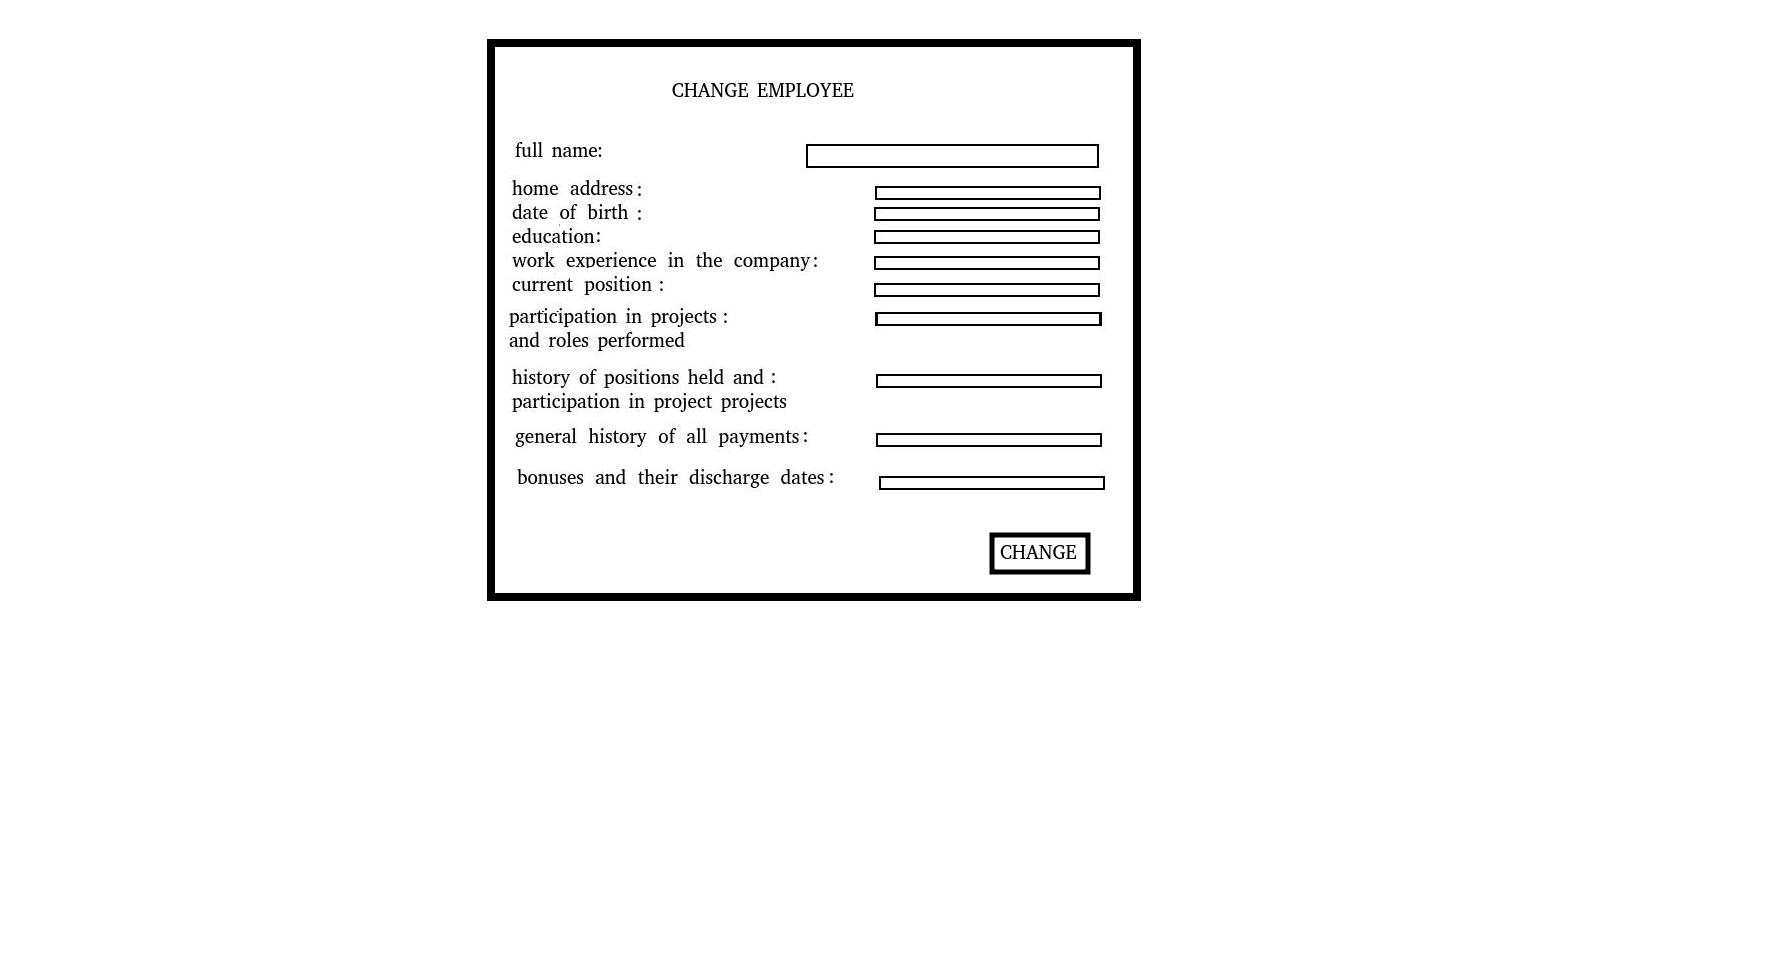 CHANGE EMPLOYEE
full name:
home address :
date of birth :
education:
work experience in the company:
current position :
participation in projects :
and roles performed
history of positions held and :
participation in project projects
general history of all payments:
bonuses and their discharge dates :
CHANGE